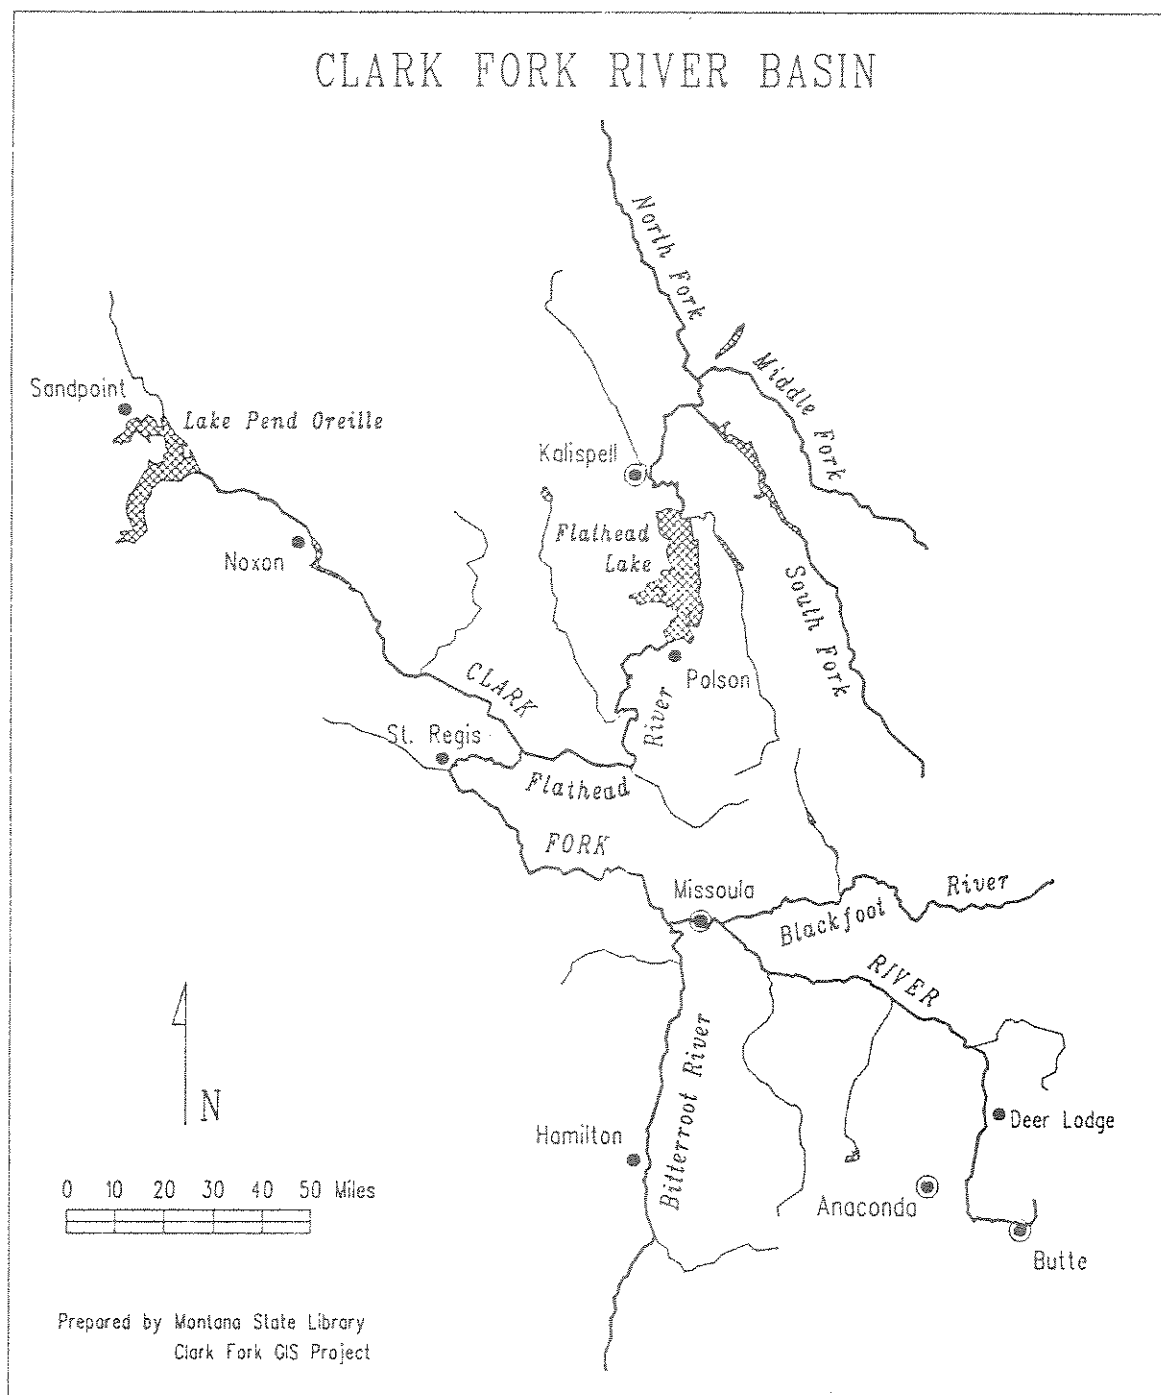 CLARK FORK RIVER BASIN
North Fork
Middle Fork
Sandpoint
Lake Pend Oreille
Kalispell
Flathead
Lake
Noxon
South Fork
CLARK
Polson
River
St. Regis
Flathead
FORK
Missoula
River
Blackfoot
RIVER
Bitterroot River
N
Deer Lodge
Hamilton
0 10 20 30 40 50 Miles
Anaconda
Butte
Prepared by Montana State Library
Clark Fork GIS Project